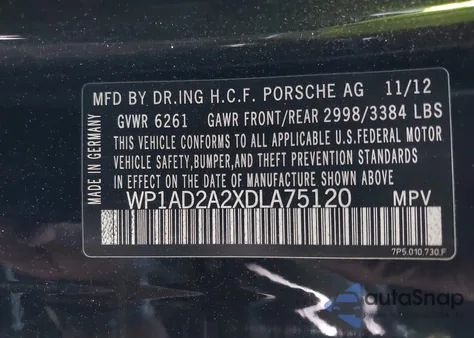 MFD BY DR.ING H.C.F. PORSCHE AG 11/12
GVWR 6261 GAWR FRONT/REAR 2998/3384 LBS
THIS VEHICLE CONFORMS TO ALL APPLICABLE U.S.FEDERAL MOTOR
VEHICLE SAFETY,BUMPER,AND THEFT PREVENTION STANDARDS
IN EFFECT ON THE DATE OF MANUFACTURE SHOWN ABOVE
WP1AD2A2XDLA75120 MPV
7P5.010.730.F
MADE IN GERMANY
autoSnap